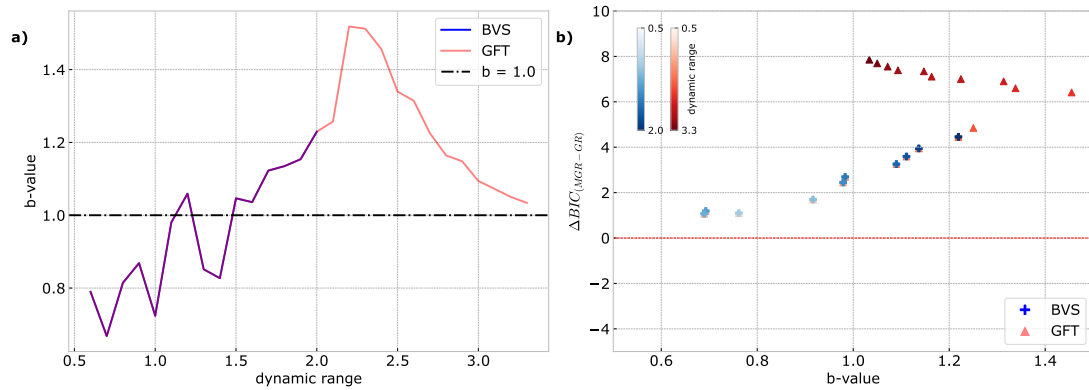 a)
b-value
1.4
1.2
1.0
0.8
0.5
1.0
1.5
2.0
2.5
3.0
dynamic range
BVS
GFT
b = 1.0
b)
ΔBIC(MGR−GR)
10
8
6
4
2
0
−2
−4
0.6
0.8
1.0
1.2
1.4
b-value
0.5
2.0
0.5
3.3
dynamic range
BVS
GFT